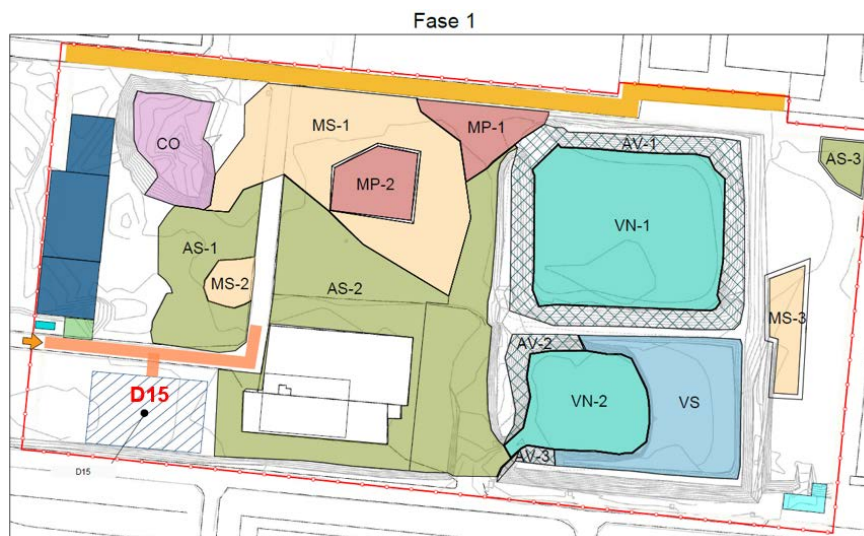 Fase 1
MS-1
MP-1
CO
AV-1
AS-3
MP-2
VN-1
AS-1
MS-2
AS-2
MS-3
AV-2
D15
VN-2
VS
AV-3
D15